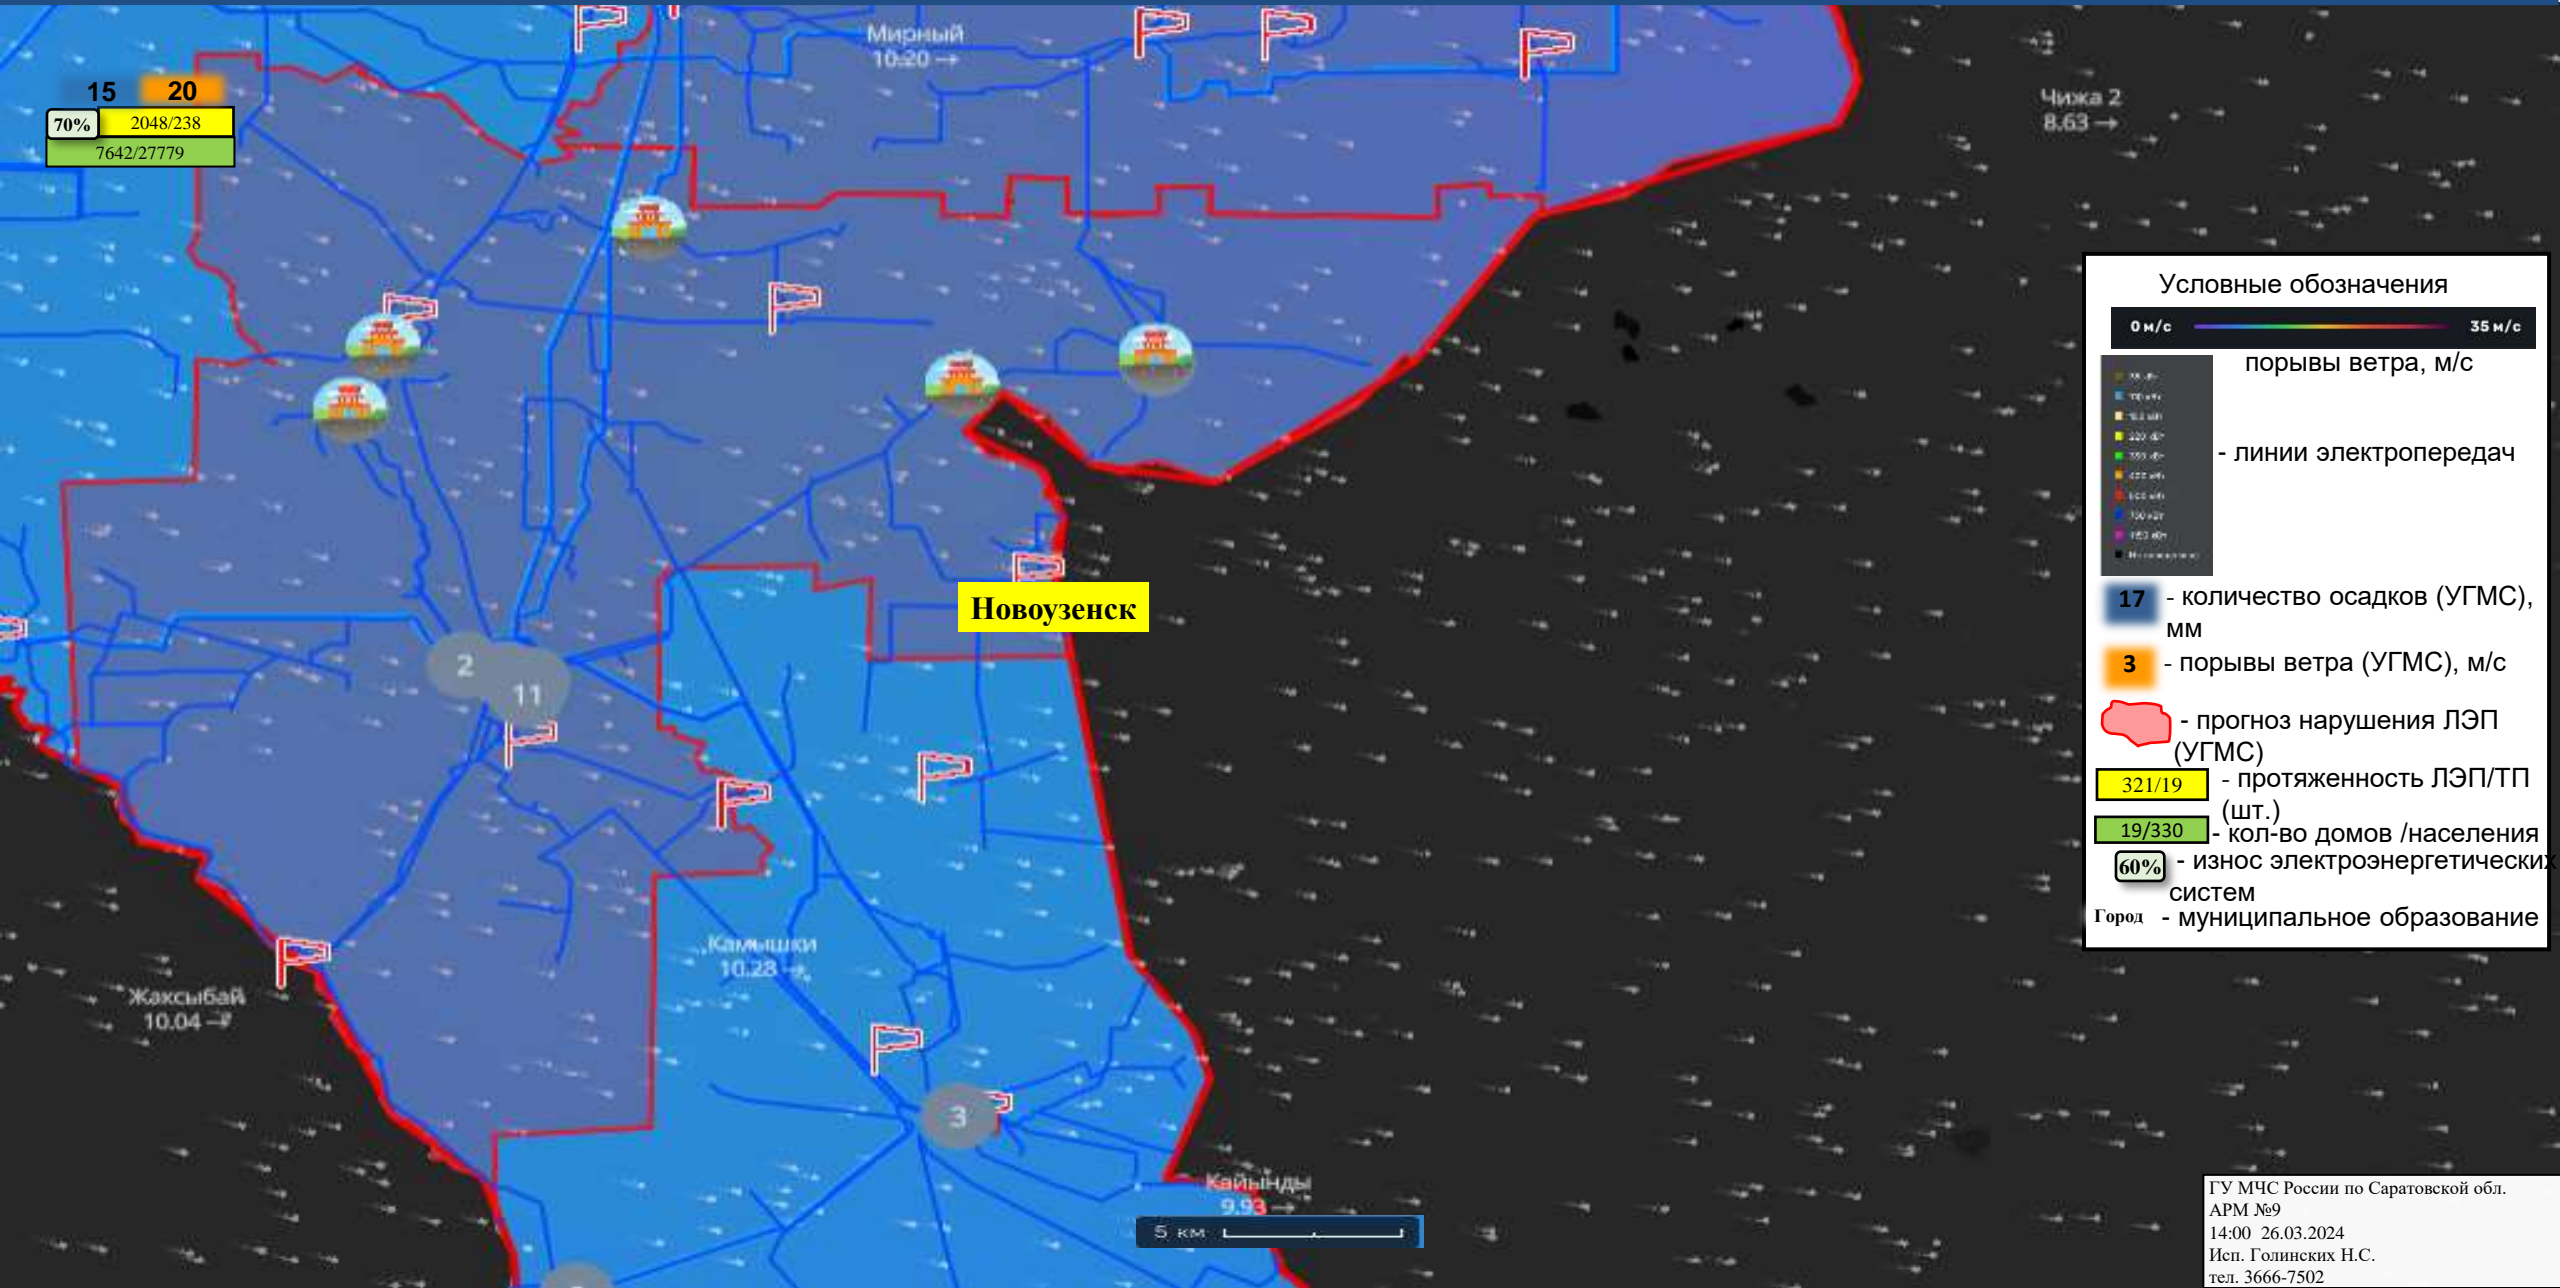 Мирный
10.20 →
Чижа 2
8.63 →
15 20
70% 2048/238
7642/27779
Новоузенск
2
11
Камышки
10.28 →
Жаксыбай
10.04 →
3
Кайынды
9.93 →
5 км
Условные обозначения
0 м/с 35 м/с
порывы ветра, м/с
- линии электропередач
17 - количество осадков (УГМС),
мм
3 - порывы ветра (УГМС), м/с
- прогноз нарушения ЛЭП
(УГМС)
321/19 - протяженность ЛЭП/ТП
(шт.)
19/330 - кол-во домов /населения
60% - износ электроэнергетических
систем
Город - муниципальное образование
ГУ МЧС России по Саратовской обл.
АРМ №9
14:00 26.03.2024
Исп. Голинских Н.С.
тел. 3666-7502